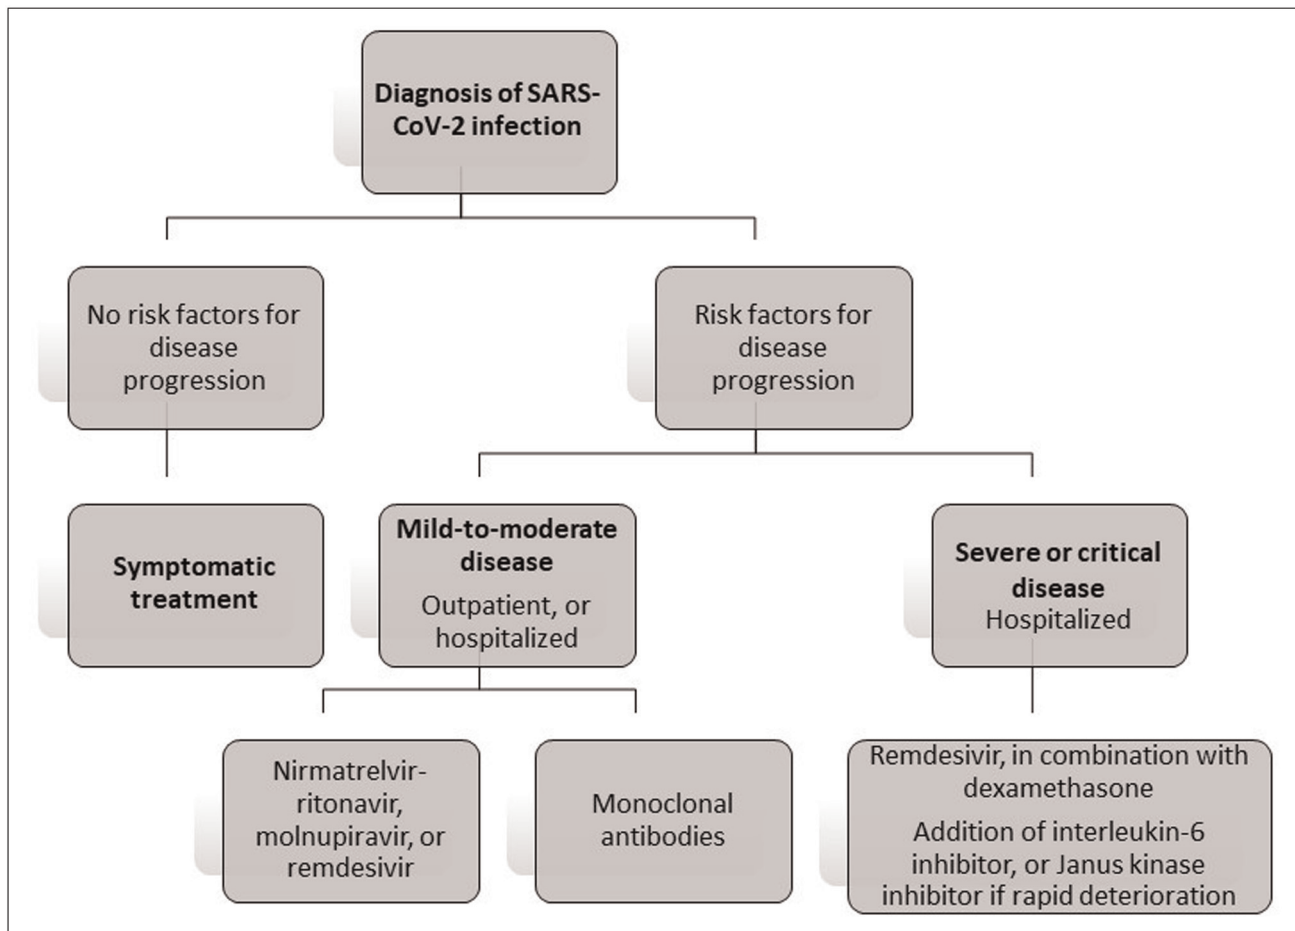 Diagnosis of SARS-
CoV-2 infection
No risk factors for
disease
progression
Risk factors for
disease
progression
Symptomatic
treatment
Mild-to-moderate
disease
Outpatient, or
hospitalized
Severe or critical
disease
Hospitalized
Nirmatrelvir-
ritonavir,
molnupiravir, or
remdesivir
Monoclonal
antibodies
Remdesivir, in combination with
dexamethasone
Addition of interleukin-6
inhibitor, or Janus kinase
inhibitor if rapid deterioration